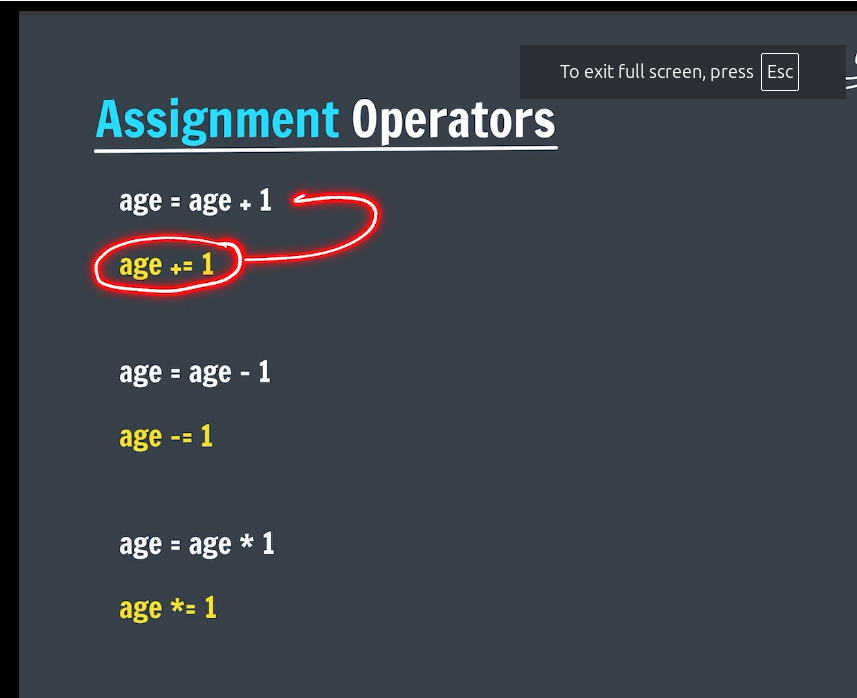 To exit full screen, press Esc
Assignment Operators
age = age + 1
age += 1
age = age - 1
age -= 1
age = age * 1
age *= 1